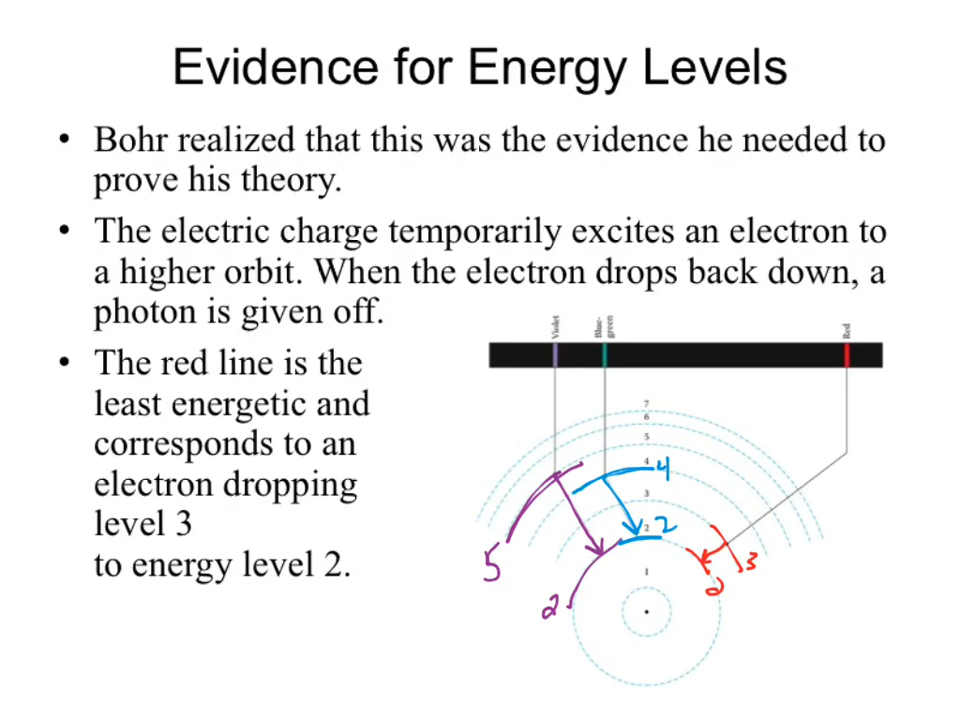 Evidence for Energy Levels
• Bohr realized that this was the evidence he needed to
prove his theory.
• The electric charge temporarily excites an electron to
a higher orbit. When the electron drops back down, a
photon is given off.
• The red line is the
least energetic and
corresponds to an
electron dropping
level 3
to energy level 2.
Violet
Blue-
green
Red
7
6
5
4
3
2
1
4
2
5
2
3
2